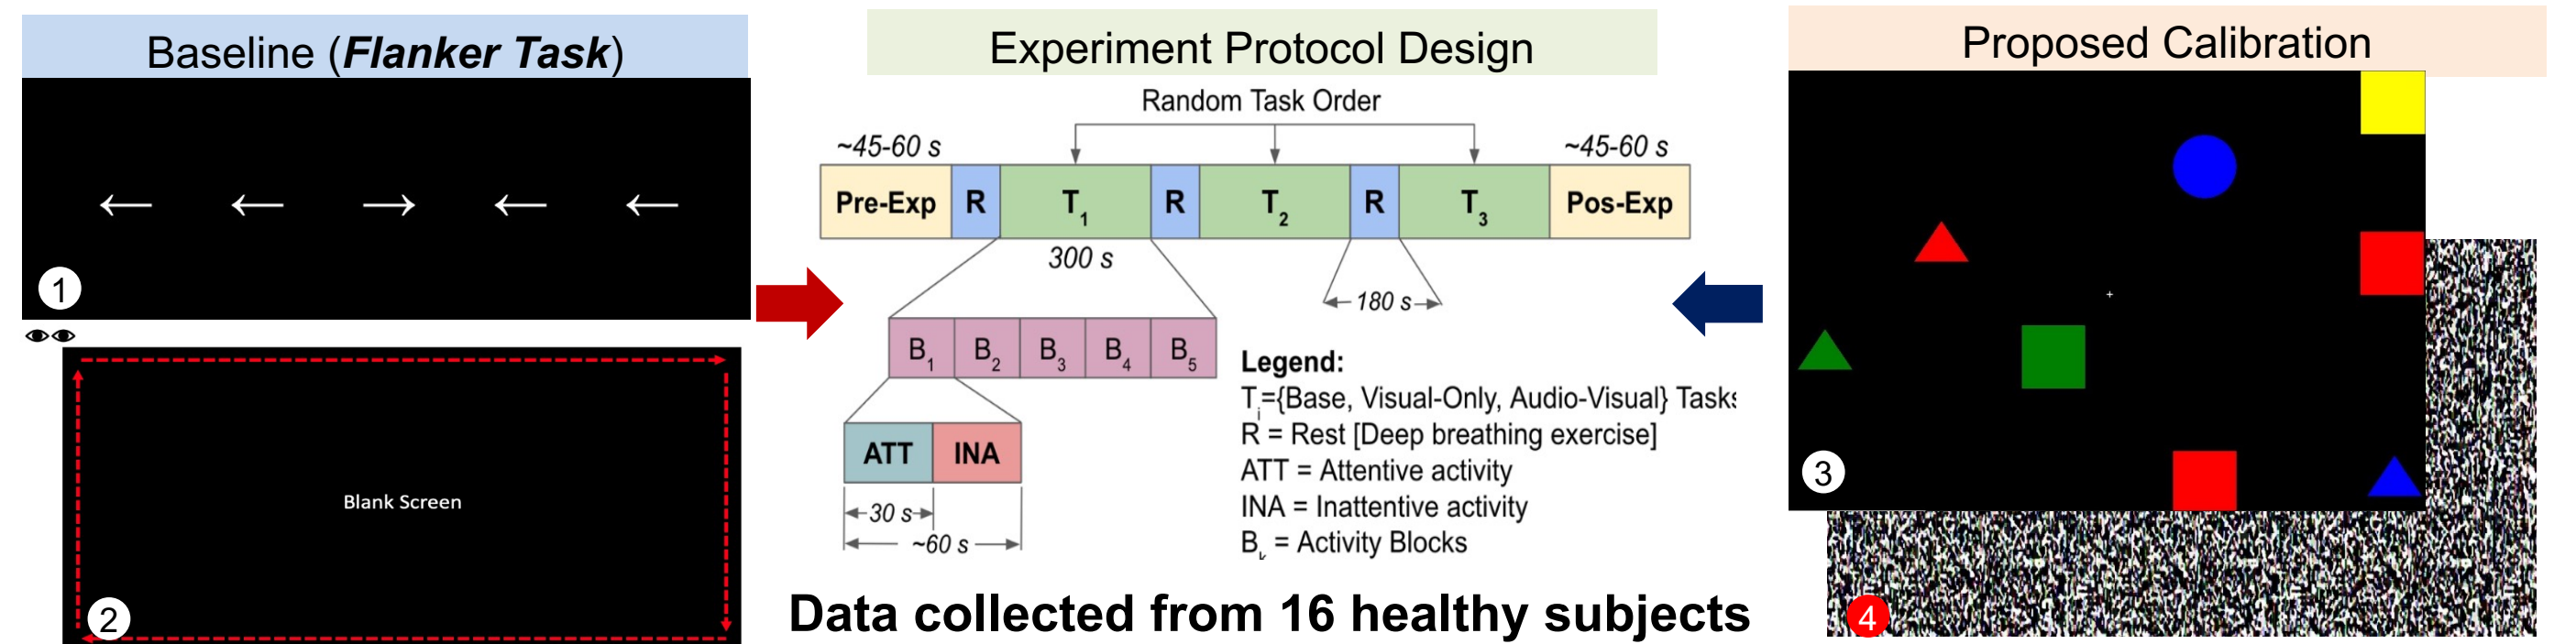 Baseline (Flanker Task)
1
Blank Screen
2
Experiment Protocol Design
Random Task Order
~45-60 s
~45-60 s
Pre-Exp R T1 R T2 R T3 Pos-Exp
300 s
180 s
B1 B2 B3 B4 B5
ATT INA
30 s
~60 s
Legend:
Ti={Base, Visual-Only, Audio-Visual} Tasks
R = Rest [Deep breathing exercise]
ATT = Attentive activity
INA = Inattentive activity
Bk = Activity Blocks
Data collected from 16 healthy subjects
Proposed Calibration
3
4